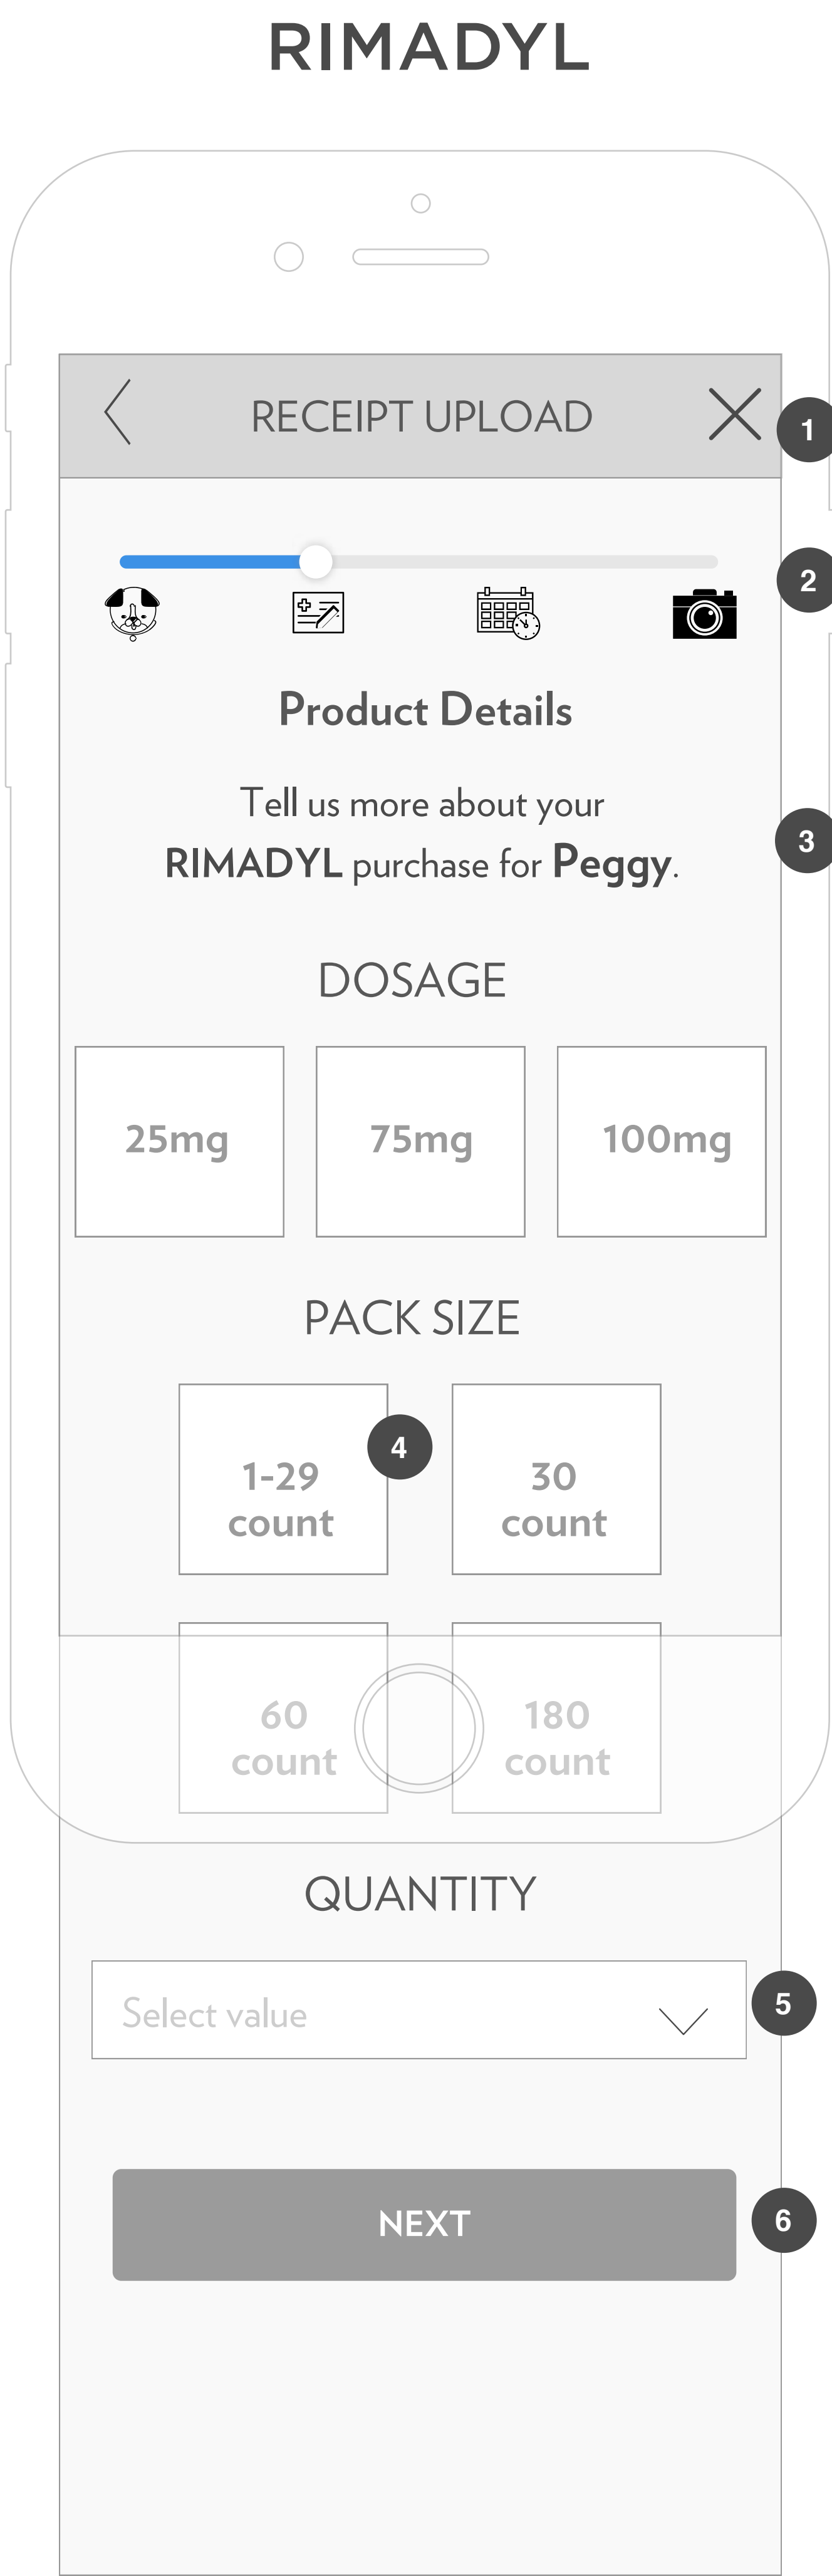 RIMADYL
RECEIPT UPLOAD
1
2
Product Details
Tell us more about your
RIMADYL purchase for Peggy.
3
DOSAGE
25mg 75mg 100mg
PACK SIZE
4
1-29 30
count count
60 180
count count
QUANTITY
Select value
5
NEXT
6